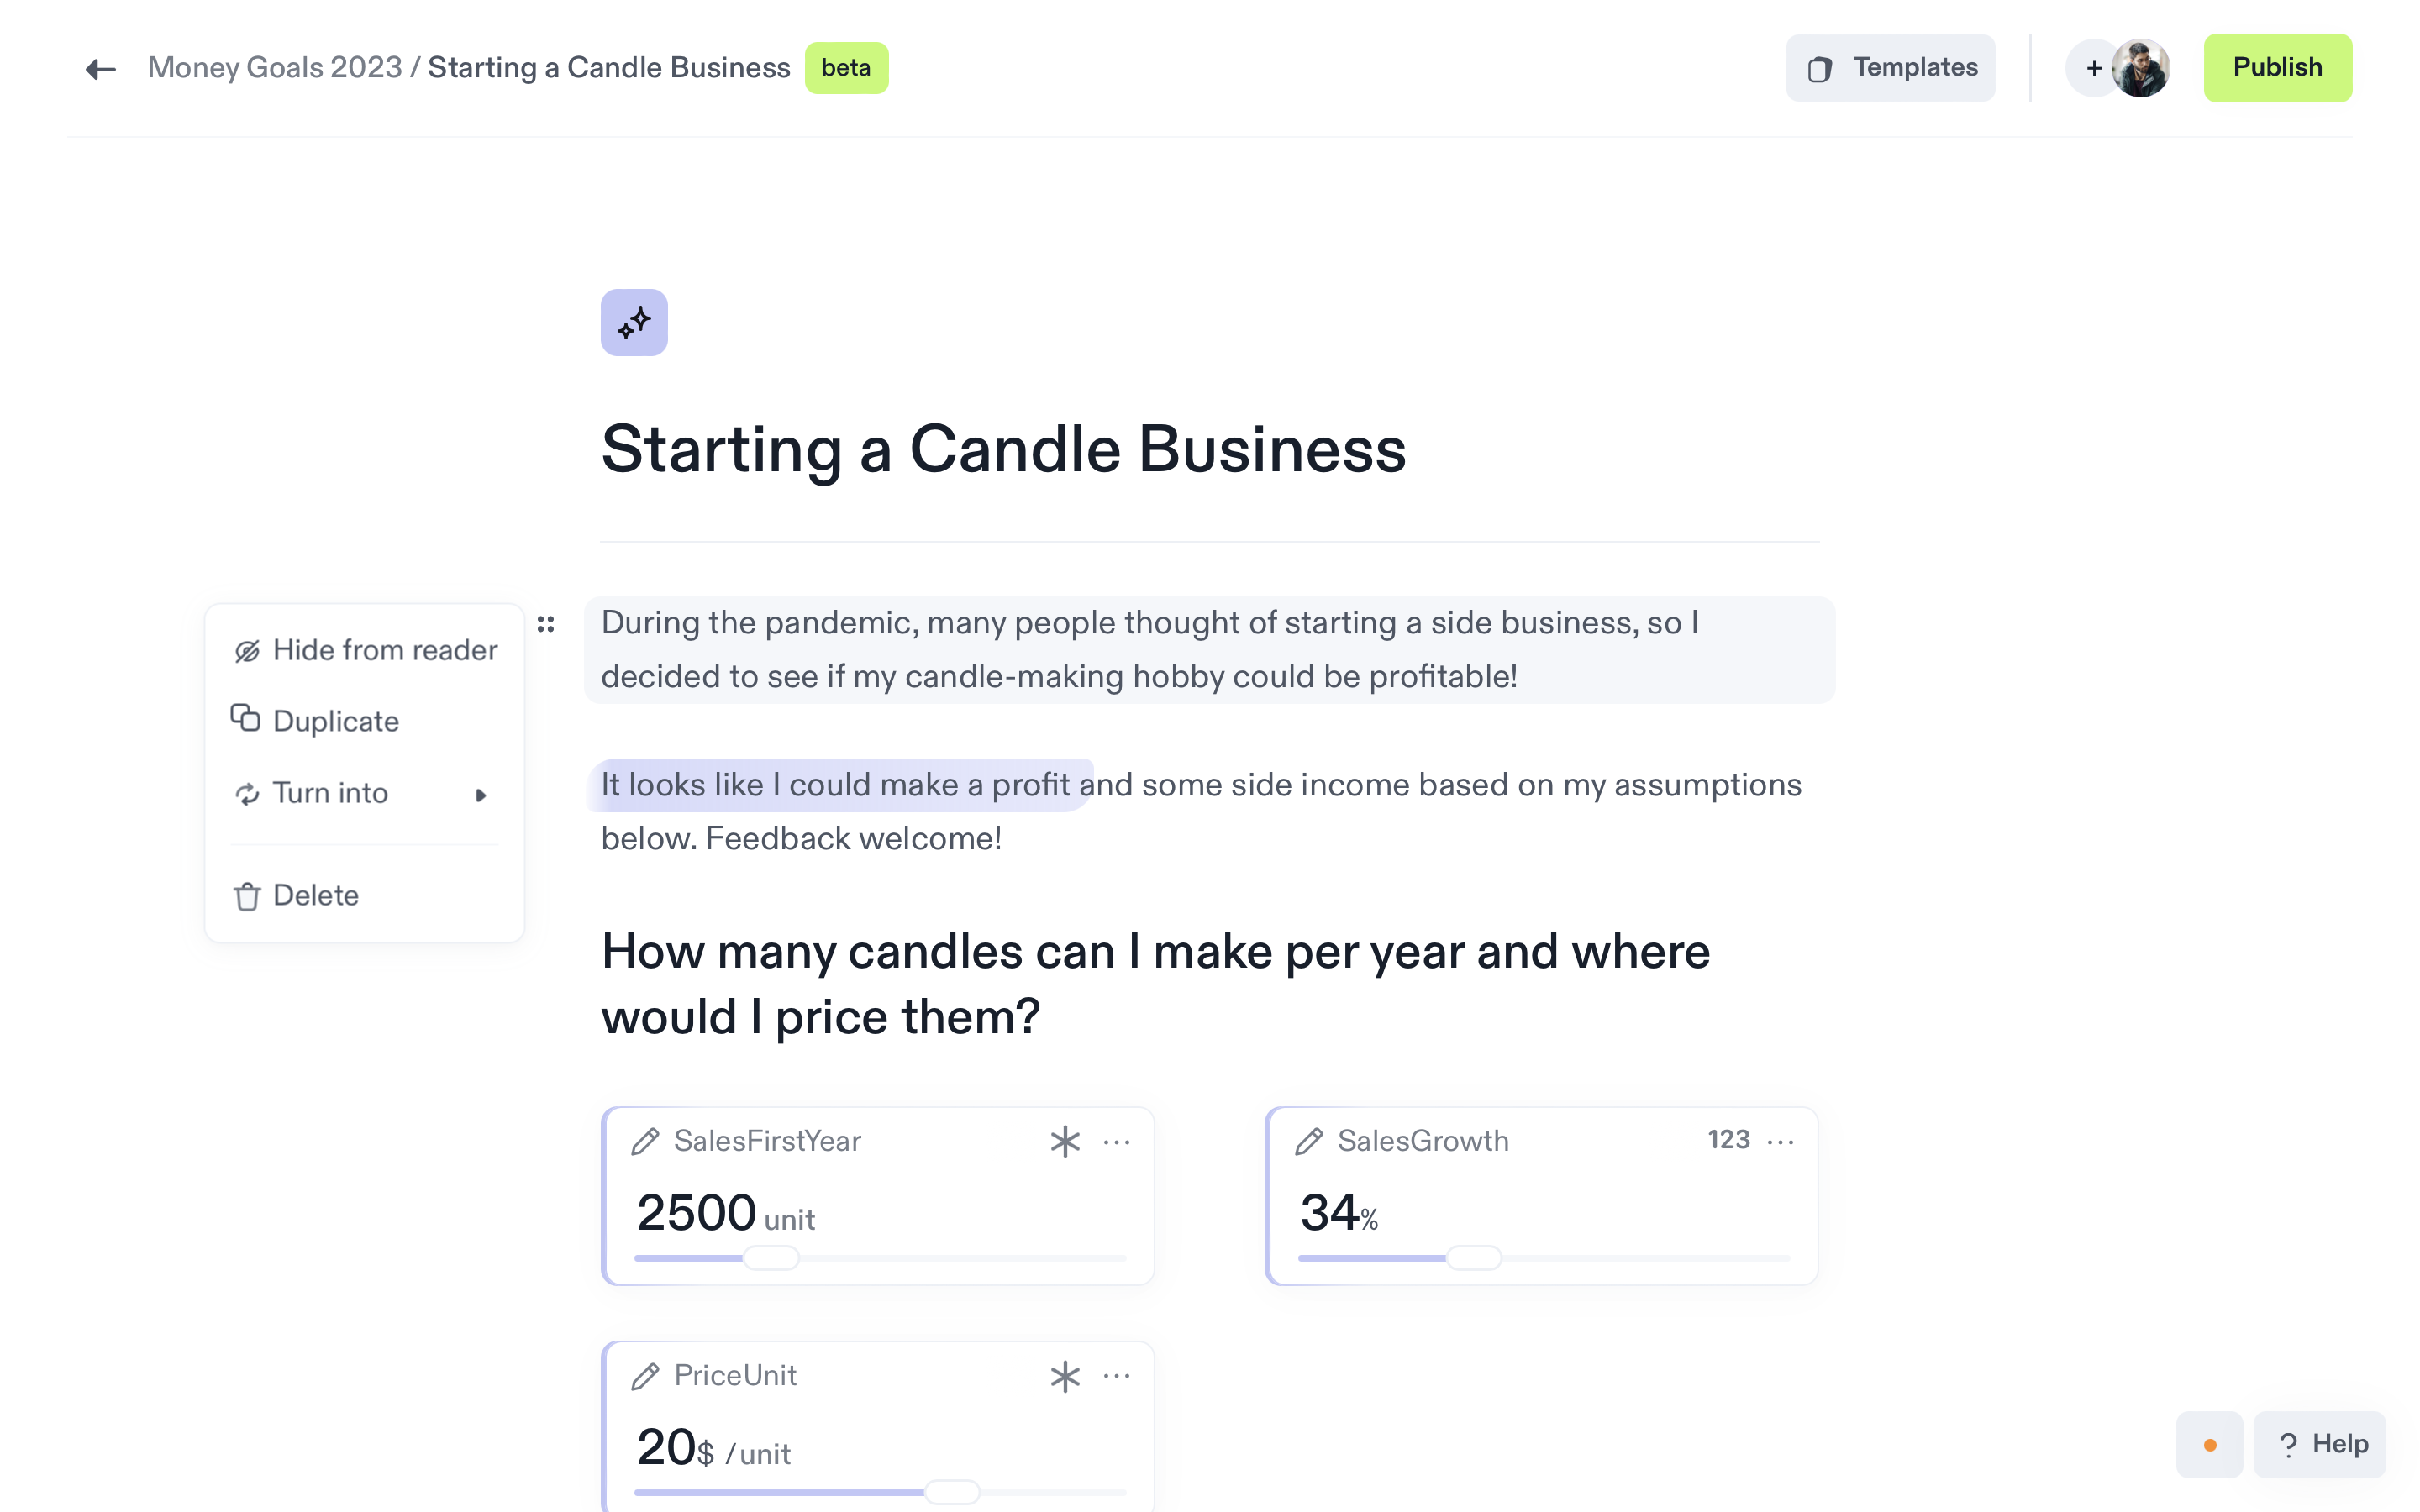 Money Goals 2023 / Starting a Candle Business beta
Templates
+
Publish
Starting a Candle Business
Hide from reader
Duplicate
Turn into
Delete
During the pandemic, many people thought of starting a side business, so I
decided to see if my candle-making hobby could be profitable!
It looks like I could make a profit and some side income based on my assumptions
below. Feedback welcome!
How many candles can I make per year and where
would I price them?
SalesFirstYear
2500 unit
SalesGrowth 123
34%
PriceUnit
20$ /unit
? Help